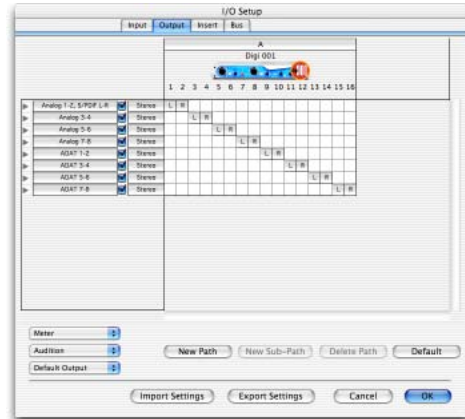 I/O Setup
Input Output Insert Bus
A
Digi 001
1 2 3 4 5 6 7 8 9 10 11 12 13 14 15 16
Analog 1-2, S/PDIF L-R Stereo L R
Analog 3-4 Stereo L R
Analog 5-6 Stereo L R
Analog 7-8 Stereo L R
ADAT 1-2 Stereo L R
ADAT 3-4 Stereo L R
ADAT 5-6 Stereo L R
ADAT 7-8 Stereo L R
Meter
Audition New Path New Sub-Path Delete Path Default
Default Output
Import Settings Export Settings Cancel OK